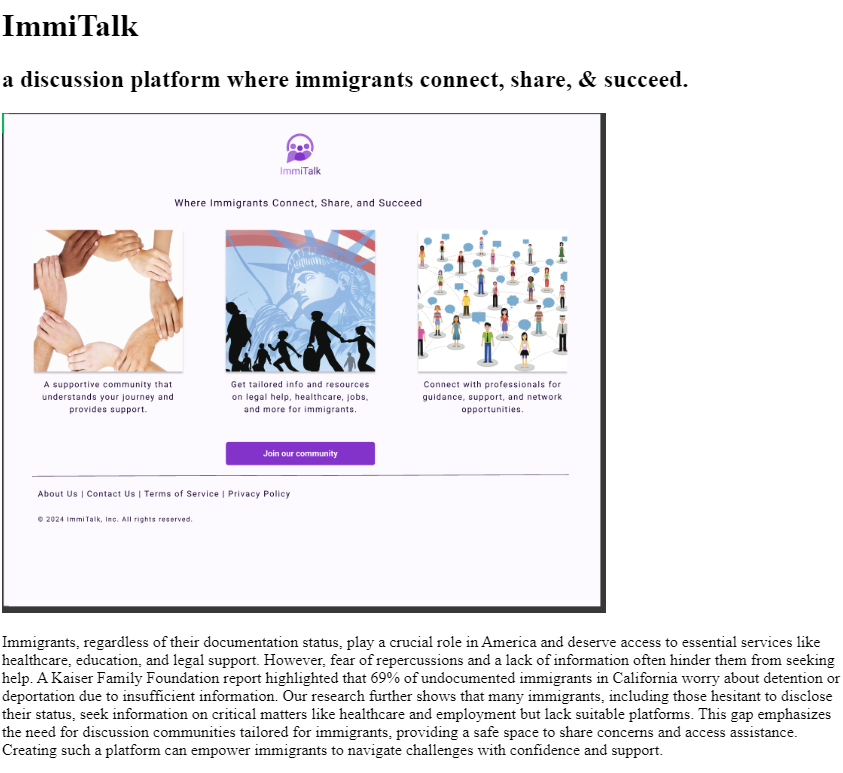 ImmiTalk
a discussion platform where immigrants connect, share, & succeed.
ImmiTalk
Where Immigrants Connect, Share, and Succeed
A supportive community that
understands your journey and
provides support.
Get tailored info and resources
on legal help, healthcare, jobs,
and more for immigrants.
Connect with professionals for
guidance, support, and network
opportunities.
Join our community
About Us | Contact Us | Terms of Service | Privacy Policy
© 2024 ImmiTalk, Inc. All rights reserved.
Immigrants, regardless of their documentation status, play a crucial role in America and deserve access to essential services like
healthcare, education, and legal support. However, fear of repercussions and a lack of information often hinder them from seeking
help. A Kaiser Family Foundation report highlighted that 69% of undocumented immigrants in California worry about detention or
deportation due to insufficient information. Our research further shows that many immigrants, including those hesitant to disclose
their status, seek information on critical matters like healthcare and employment but lack suitable platforms. This gap emphasizes
the need for discussion communities tailored for immigrants, providing a safe space to share concerns and access assistance.
Creating such a platform can empower immigrants to navigate challenges with confidence and support.